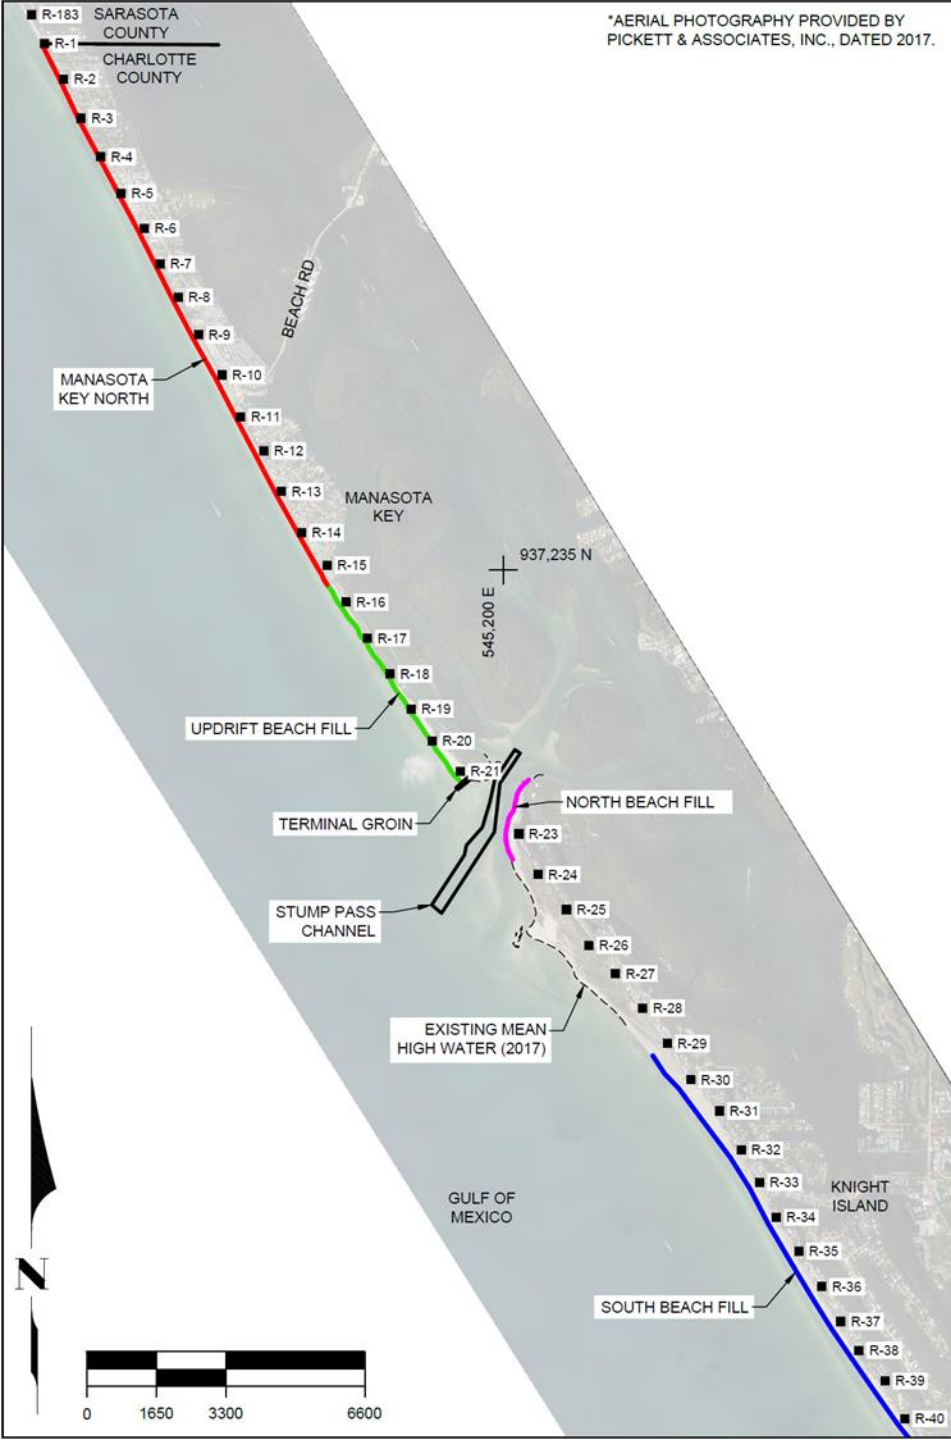 R-183
SARASOTA
COUNTY
*AERIAL PHOTOGRAPHY PROVIDED BY
PICKETT & ASSOCIATES, INC., DATED 2017.
R-1
CHARLOTTE
COUNTY
R-2
R-3
R-4
R-5
R-6
R-7
BEACH RD
R-8
R-9
MANASOTA
KEY NORTH
R-10
R-11
R-12
R-13
MANASOTA
KEY
R-14
937,235 N
545,200 E
R-15
R-16
R-17
R-18
R-19
UPDRIFT BEACH FILL
R-20
R-21
NORTH BEACH FILL
TERMINAL GROIN
R-23
R-24
STUMP PASS
CHANNEL
R-25
R-26
R-27
R-28
EXISTING MEAN
HIGH WATER (2017)
R-29
R-30
R-31
R-32
R-33
KNIGHT
ISLAND
GULF OF
MEXICO
R-34
R-35
N
R-36
SOUTH BEACH FILL
R-37
R-38
R-39
R-40
0 1650 3300 6600